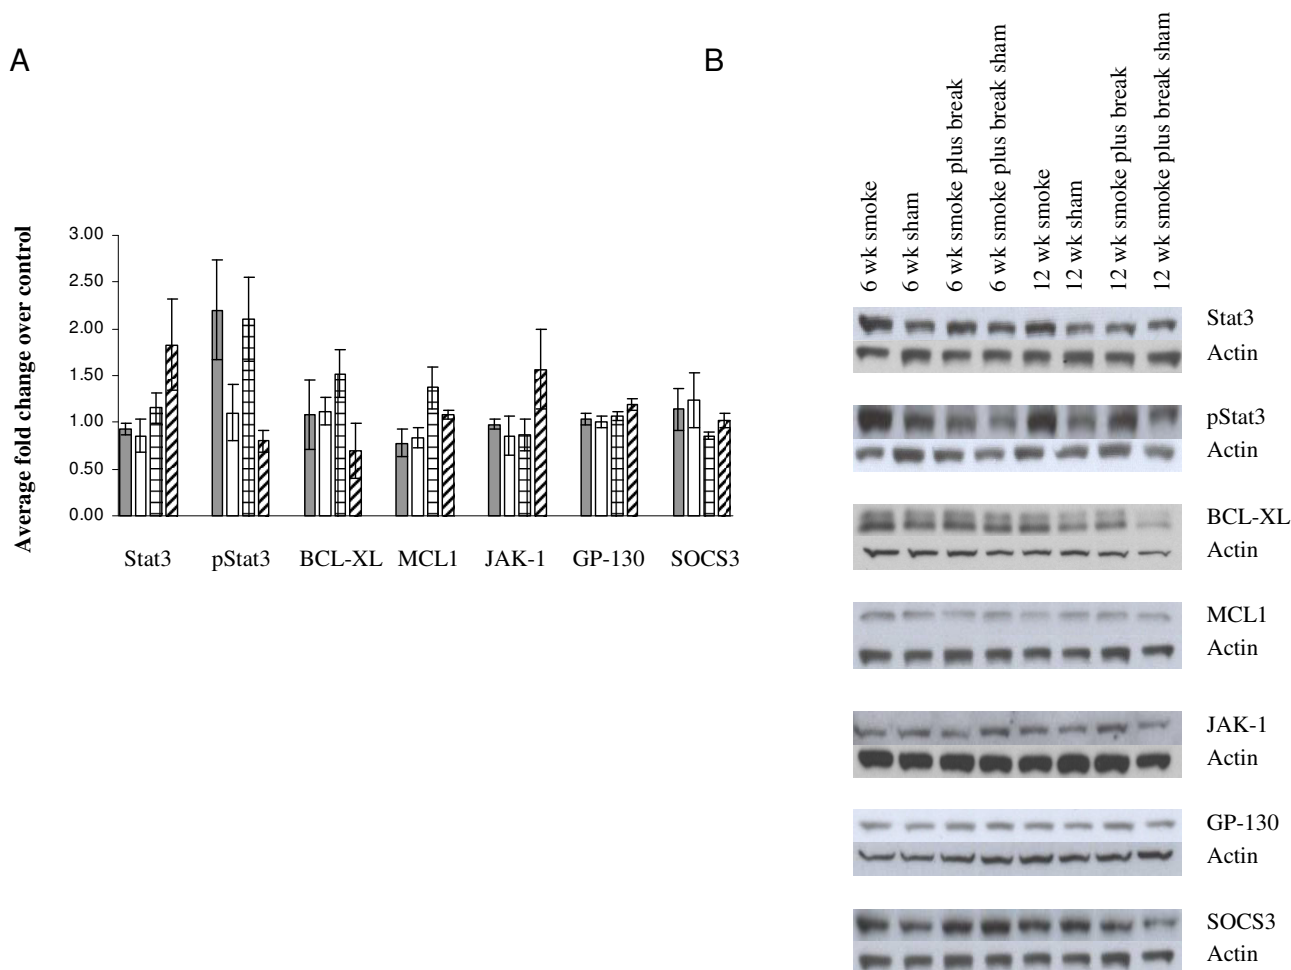 A
B
Average fold change over control
3.00
2.50
2.00
1.50
1.00
0.50
0.00
Stat3 pStat3 BCL-XL MCL1 JAK-1 GP-130 SOCS3
6 wk smoke
6 wk sham
6 wk smoke plus break
6 wk smoke plus break sham
12 wk smoke
12 wk sham
12 wk smoke plus break
12 wk smoke plus break sham
Stat3
Actin
pStat3
Actin
BCL-XL
Actin
MCL1
Actin
JAK-1
Actin
GP-130
Actin
SOCS3
Actin